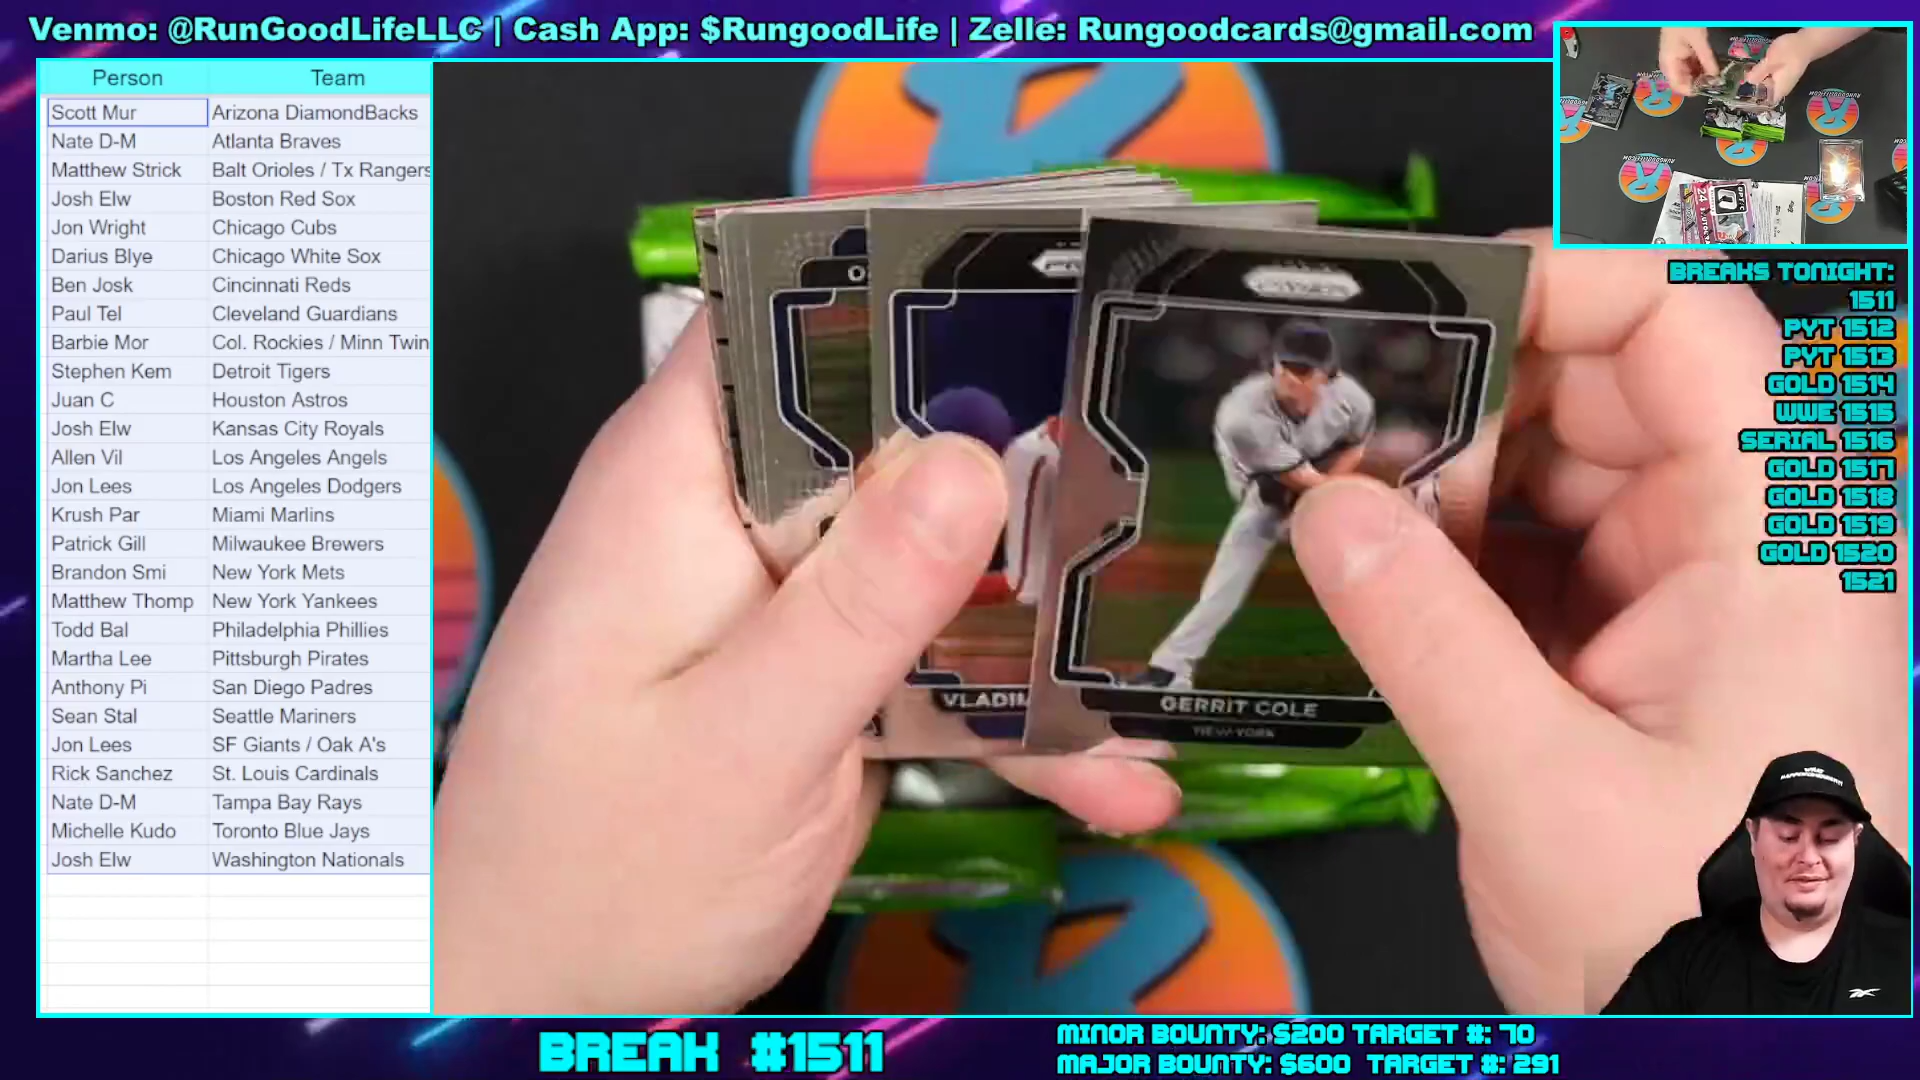 Venmo: @RunGoodLifeLLC | Cash App: $RungoodLife | Zelle: Rungoodcards@gmail.com
Person Team
Scott Mur Arizona DiamondBacks
Nate D-M Atlanta Braves
Matthew Strick Balt Orioles / Tx Rangers
Josh Elw Boston Red Sox
Jon Wright Chicago Cubs
Darius Blye Chicago White Sox
Ben Josk Cincinnati Reds
Paul Tel Cleveland Guardians
Barbie Mor Col. Rockies / Minn Twin
Stephen Kem Detroit Tigers
Juan C Houston Astros
Josh Elw Kansas City Royals
Allen Vil Los Angeles Angels
Jon Lees Los Angeles Dodgers
Krush Par Miami Marlins
Patrick Gill Milwaukee Brewers
Brandon Smi New York Mets
Matthew Thomp New York Yankees
Todd Bal Philadelphia Phillies
Martha Lee Pittsburgh Pirates
Anthony Pi San Diego Padres
Sean Stal Seattle Mariners
Jon Lees SF Giants / Oak A's
Rick Sanchez St. Louis Cardinals
Nate D-M Tampa Bay Rays
Michelle Kudo Toronto Blue Jays
Josh Elw Washington Nationals
PRIZM
VLADIM
GERRIT COLE
NEW YORK
BREAKS TONIGHT:
1511
PYT 1512
PYT 1513
GOLD 1514
WWE 1515
SERIAL 1516
GOLD 1517
GOLD 1518
GOLD 1519
GOLD 1520
1521
BREAK #1511
MINOR BOUNTY: $200 TARGET #: 70
MAJOR BOUNTY: $600 TARGET #: 291